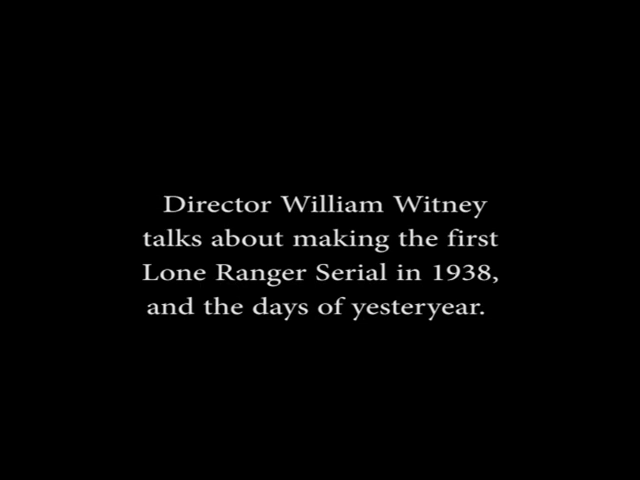 Director William Witney
talks about making the first
Lone Ranger Serial in 1938,
and the days of yesteryear.